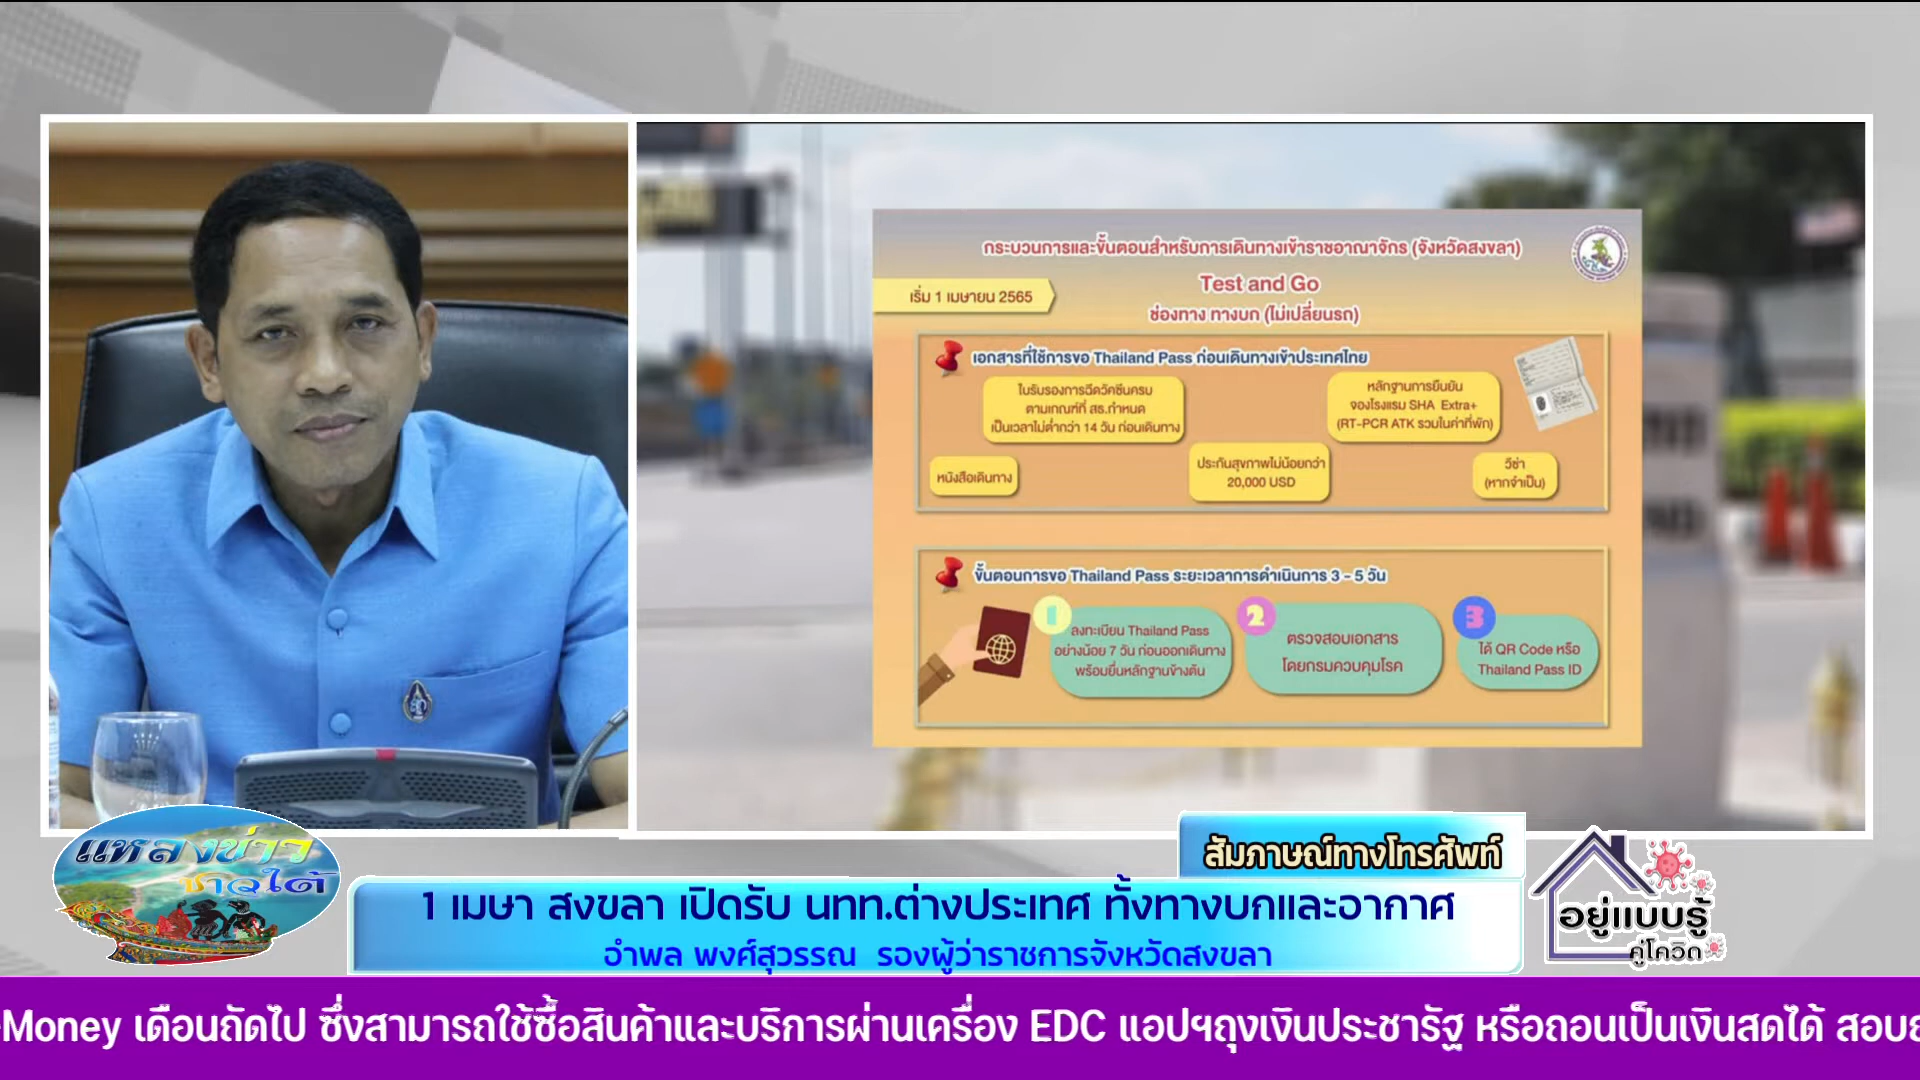 กระบวนการและขั้นตอนสำหรับการเดินทางเข้าราชอาณาจักร (จังหวัดสงขลา)
Test and Go
เริ่ม 1 เมษายน 2565
ช่องทาง ทางบก (ไม่เปลี่ยนรถ)
เอกสารที่ใช้การขอ Thailand Pass ก่อนเดินทางเข้าประเทศไทย
ใบรับรองการฉีดวัคซีนครบ
ตามเกณฑ์ที่ สธ.กำหนด
เป็นเวลาไม่ต่ำกว่า 14 วัน ก่อนเดินทาง
หลักฐานการยืนยัน
จองโรงแรม SHA Extra+
(RT-PCR ATK รวมในค่าที่พัก)
หนังสือเดินทาง
ประกันสุขภาพไม่น้อยกว่า
20,000 USD
วีซ่า
(หากจำเป็น)
ขั้นตอนการขอ Thailand Pass ระยะเวลาการดำเนินการ 3 - 5 วัน
1
ลงทะเบียน Thailand Pass
อย่างน้อย 7 วัน ก่อนออกเดินทาง
พร้อมยื่นหลักฐานข้างต้น
2
ตรวจสอบเอกสาร
โดยกรมควบคุมโรค
3
ได้ QR Code หรือ
Thailand Pass ID
แหลงข่าว
ชาวใต้
สัมภาษณ์ทางโทรศัพท์
1 เมษา สงขลา เปิดรับ นทท.ต่างประเทศ ทั้งทางบกและอากาศ
อำพล พงศ์สุวรรณ รองผู้ว่าราชการจังหวัดสงขลา
อยู่แบบรู้
คู่โควิด
-Money เดือนถัดไป ซึ่งสามารถใช้ซื้อสินค้าและบริการผ่านเครื่อง EDC แอปฯถุงเงินประชารัฐ หรือถอนเป็นเงินสดได้